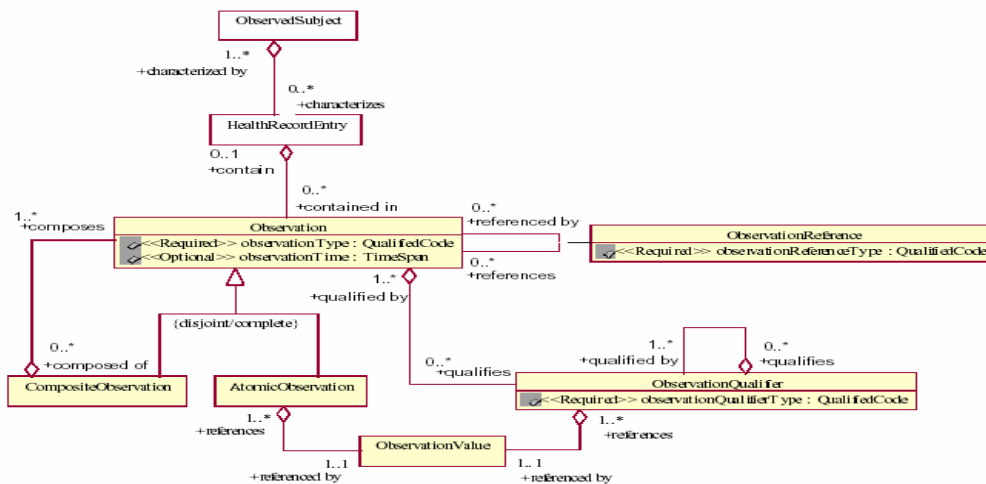 ObservedSubject
1..*
+characterized by
0..*
+characterizes
HealthRecordEntry
0..1
+contain
0..*
+contained in
1..*
+composes
Observation
<<Required>> observationType : QualifiedCode
<<Optional>> observationTime : TimeSpan
0..*
+referenced by
0..*
+references
ObservationReference
<<Required>> observationReferenceType : QualifiedCode
1..*
+qualified by
{disjoint/complete}
0..*
+composed of
CompositeObservation
AtomicObservation
0..*
+qualifies
1..*
+qualified by
0..*
+qualifies
ObservationQualifier
<<Required>> observationQualifierType : QualifiedCode
1..*
+references
ObservationValue
1..*
+references
1..1
+referenced by
1..1
+referenced by